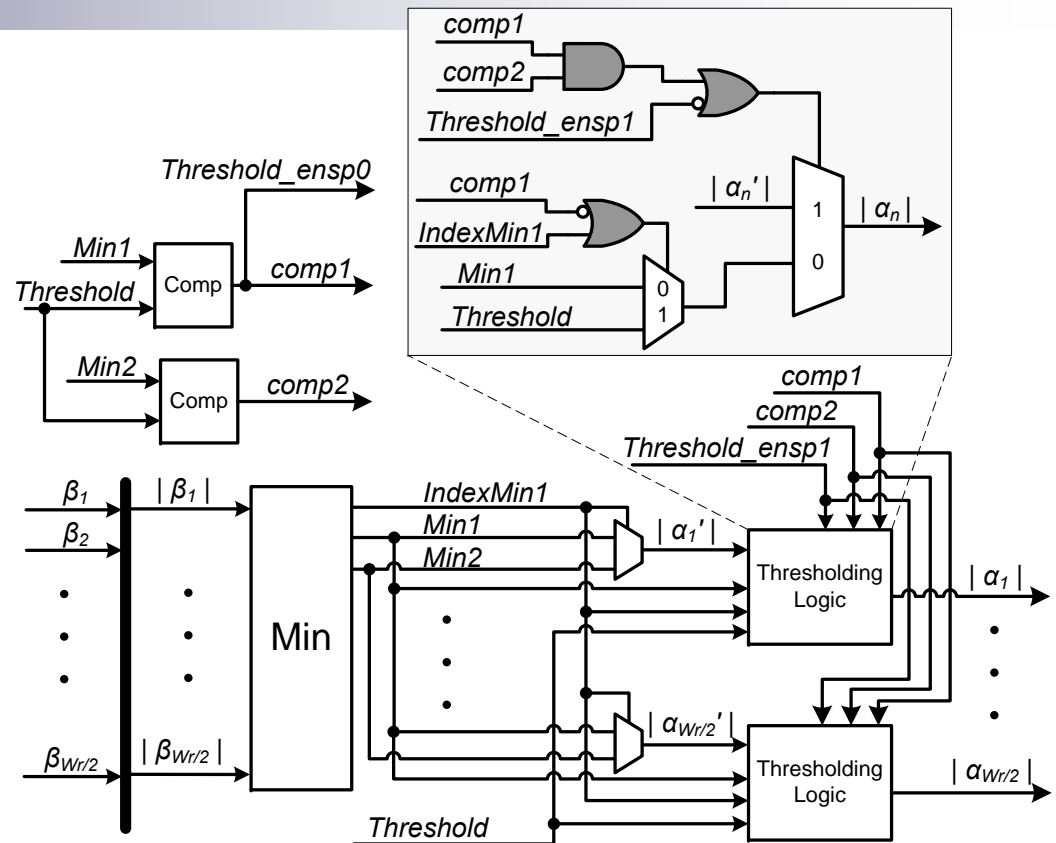 comp1
comp2
Threshold_ensp1
comp1
IndexMin1
Min1
Threshold
0
1
| αn' |
1
0
| αn |
Threshold_ensp0
Min1
Threshold
Comp
comp1
Min2
Comp
comp2
comp1
comp2
Threshold_ensp1
β1
β2
βWr/2
| β1 |
| βWr/2 |
Min
IndexMin1
Min1
Min2
| α1' |
Thresholding
Logic
| α1 |
| αWr/2' |
Thresholding
Logic
| αWr/2 |
Threshold